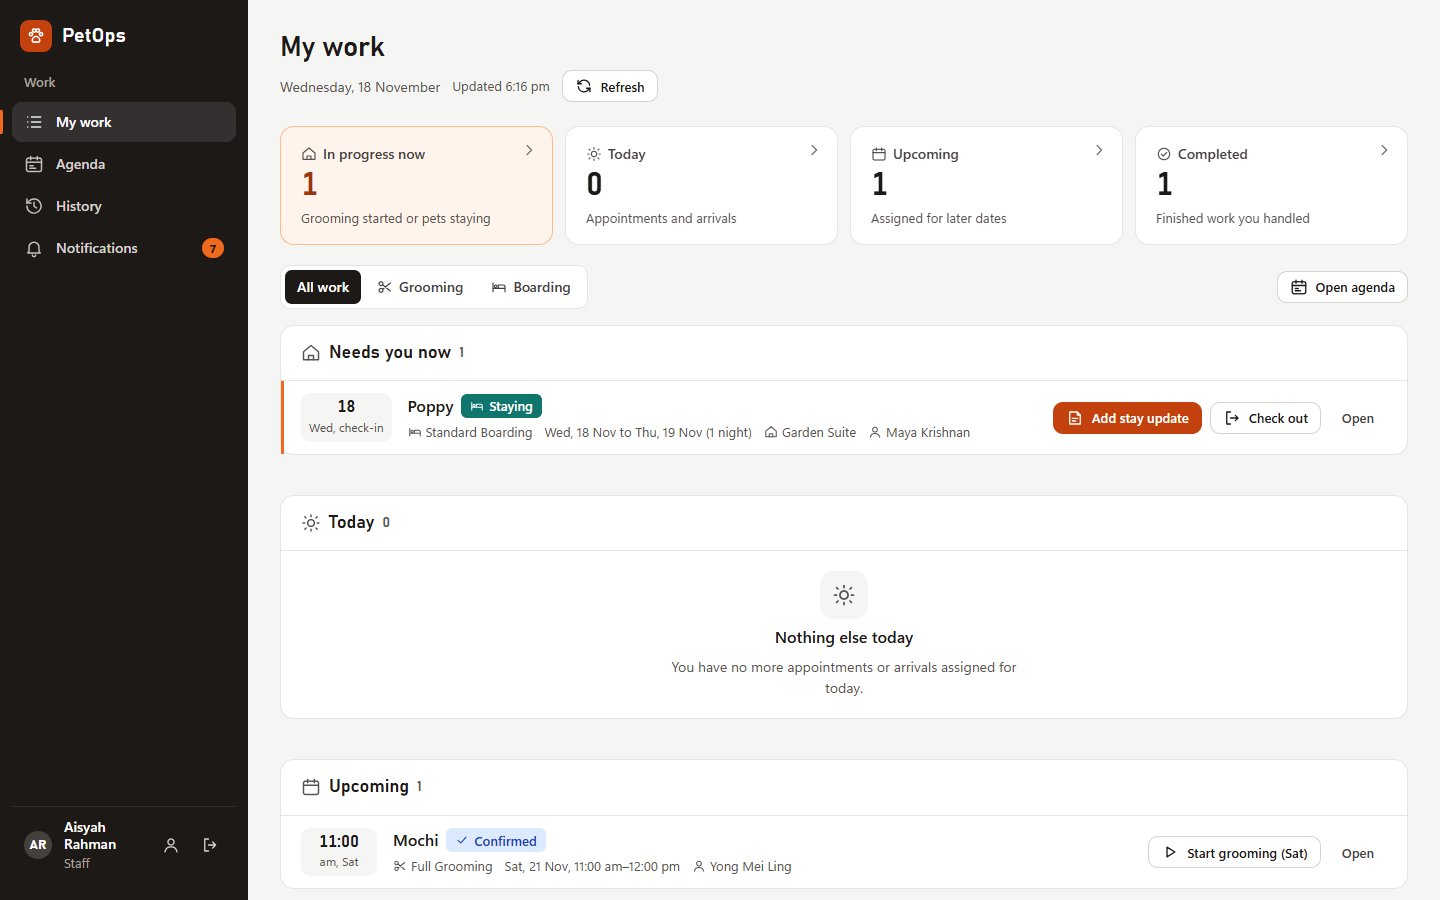 PetOps
Work
My work
Agenda
History
Notifications 7
AR
Aisyah
Rahman
Staff
My work
Wednesday, 18 November Updated 6:16 pm Refresh
In progress now
1
Grooming started or pets staying
Today
0
Appointments and arrivals
Upcoming
1
Assigned for later dates
Completed
1
Finished work you handled
All work Grooming Boarding Open agenda
Needs you now 1
18
Wed, check-in
Poppy Staying
Standard Boarding Wed, 18 Nov to Thu, 19 Nov (1 night) Garden Suite Maya Krishnan
Add stay update Check out Open
Today 0
Nothing else today
You have no more appointments or arrivals assigned for
today.
Upcoming 1
11:00
am, Sat
Mochi Confirmed
Full Grooming Sat, 21 Nov, 11:00 am–12:00 pm Yong Mei Ling
Start grooming (Sat) Open